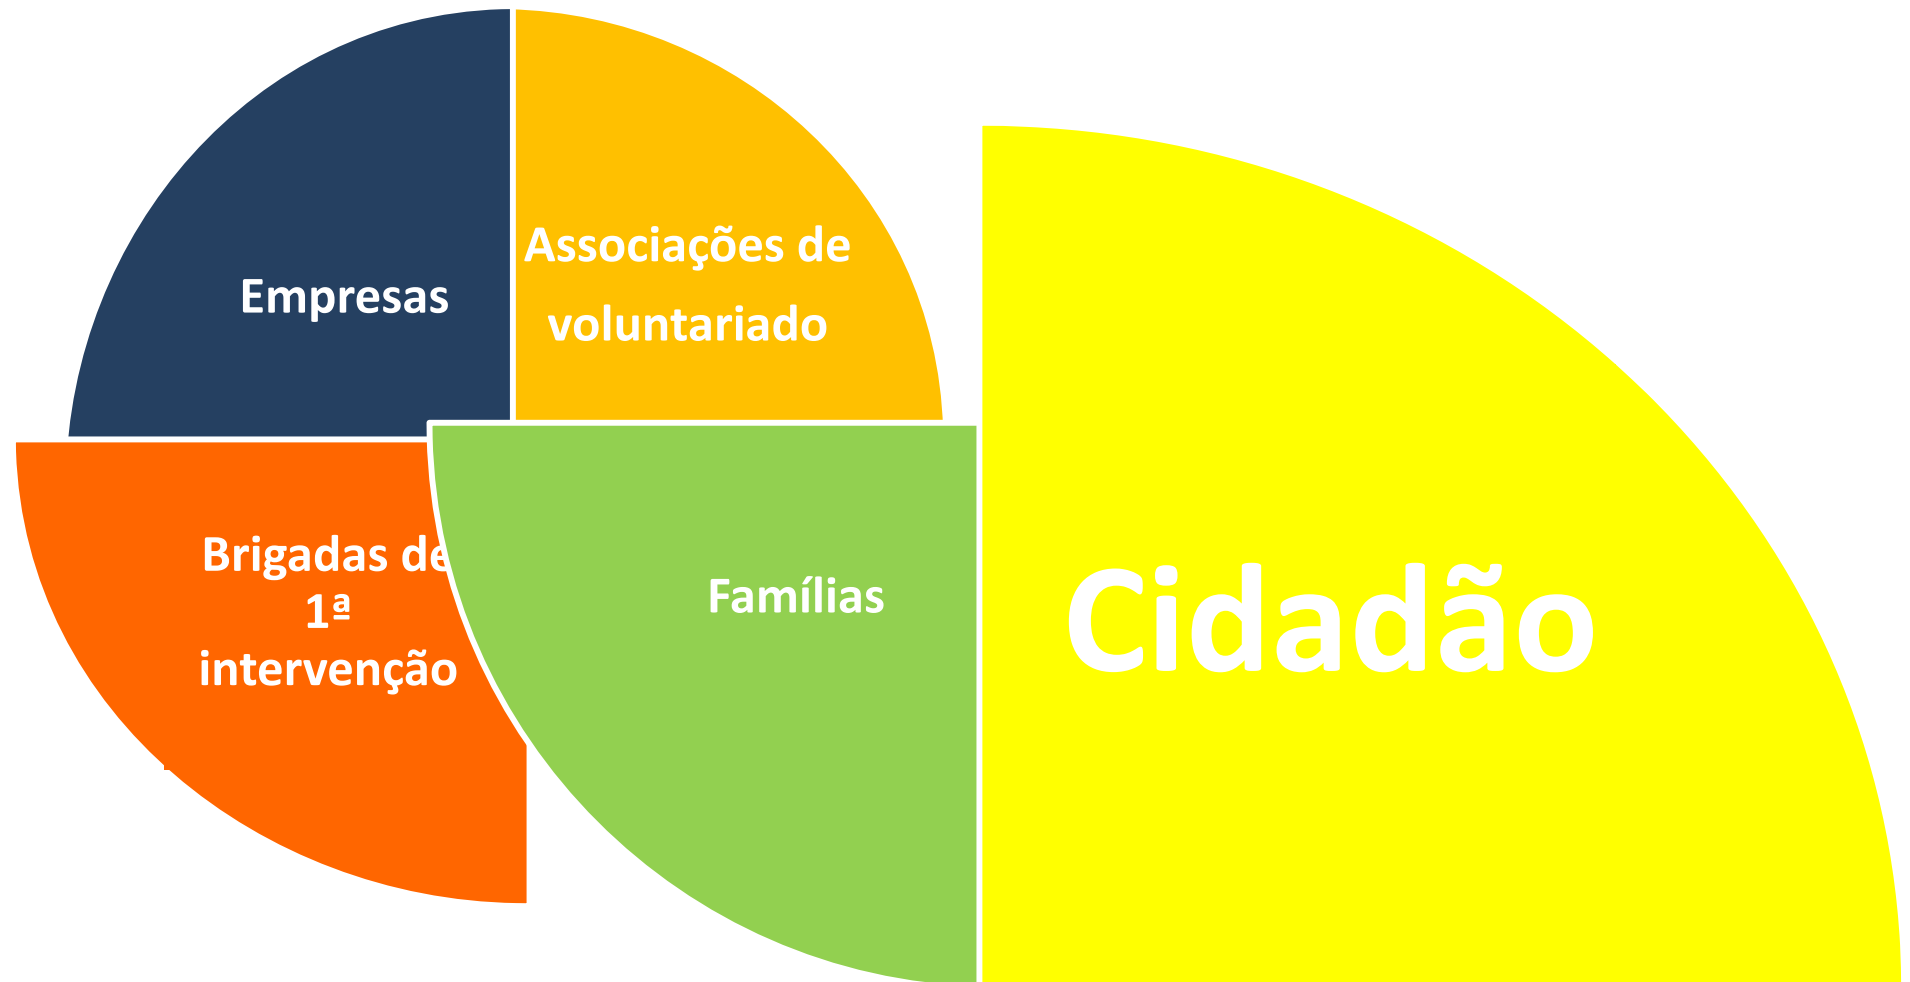 Empresas
Associações de
voluntariado
Brigadas de
1ª
intervenção
Famílias
Cidadão